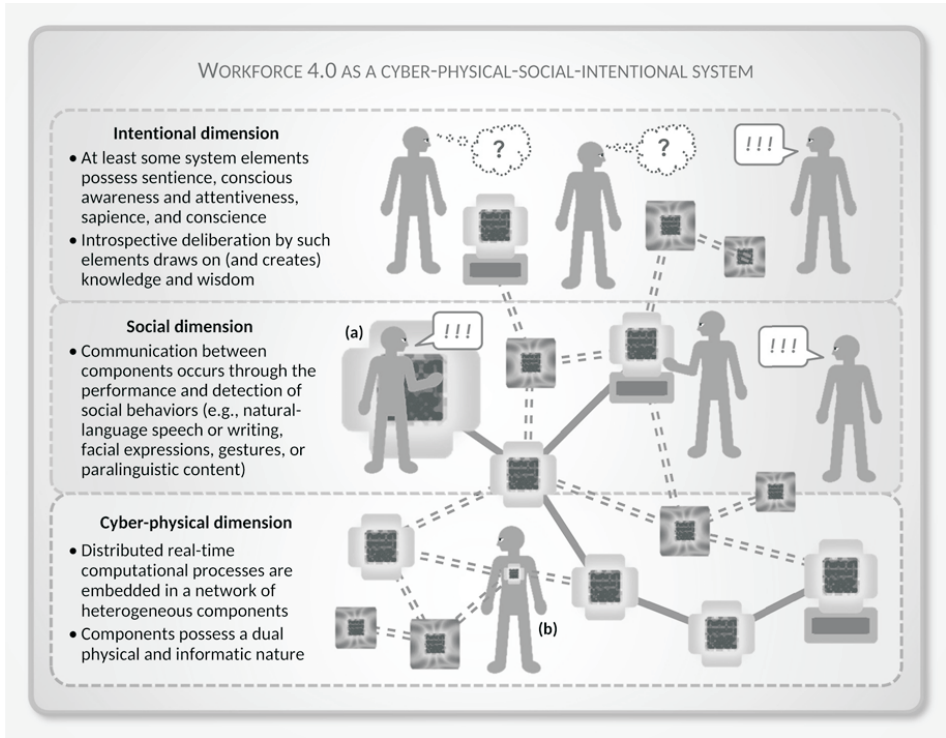 WORKFORCE 4.0 AS A CYBER-PHYSICAL-SOCIAL-INTENTIONAL SYSTEM
Intentional dimension
• At least some system elements
possess sentience, conscious
awareness and attentiveness,
sapience, and conscience
• Introspective deliberation by such
elements draws on (and creates)
knowledge and wisdom
?
?
!!!
Social dimension
• Communication between
components occurs through the
performance and detection of
social behaviors (e.g., natural-
language speech or writing,
facial expressions, gestures, or
paralinguistic content)
(a)
!!!
!!!
Cyber-physical dimension
• Distributed real-time
computational processes are
embedded in a network of
heterogeneous components
• Components possess a dual
physical and informatic nature
(b)